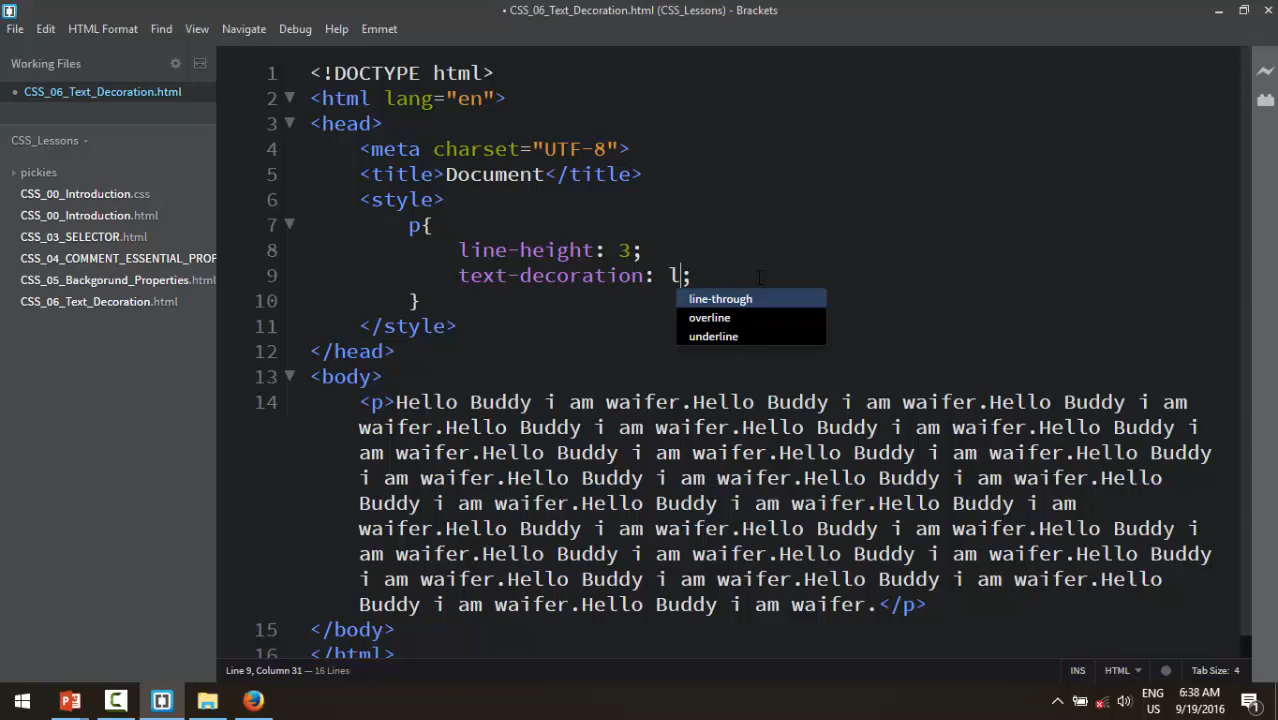 • CSS_06_Text_Decoration.html (CSS_Lessons) - Brackets
File Edit HTML Format Find View Navigate Debug Help Emmet
Working Files
• CSS_06_Text_Decoration.html
CSS_Lessons
pickies
CSS_00_Introduction.css
CSS_00_Introduction.html
CSS_03_SELECTOR.html
CSS_04_COMMENT_ESSENTIAL_PROF
CSS_05_Backgorund_Properties.html
CSS_06_Text_Decoration.html
1 <!DOCTYPE html>
2 <html lang="en">
3 <head>
4 <meta charset="UTF-8">
5 <title>Document</title>
6 <style>
7 p{
8 line-height: 3;
9 text-decoration: l;
line-through
overline
underline
10 }
11 </style>
12 </head>
13 <body>
14 <p>Hello Buddy i am waifer.Hello Buddy i am waifer.Hello Buddy i am
waifer.Hello Buddy i am waifer.Hello Buddy i am waifer.Hello Buddy i
am waifer.Hello Buddy i am waifer.Hello Buddy i am waifer.Hello Buddy
i am waifer.Hello Buddy i am waifer.Hello Buddy i am waifer.Hello
Buddy i am waifer.Hello Buddy i am waifer.Hello Buddy i am
waifer.Hello Buddy i am waifer.Hello Buddy i am waifer.Hello Buddy i
am waifer.Hello Buddy i am waifer.Hello Buddy i am waifer.Hello Buddy
i am waifer.Hello Buddy i am waifer.Hello Buddy i am waifer.Hello
Buddy i am waifer.Hello Buddy i am waifer.</p>
15 </body>
16 </html>
Line 9, Column 31 — 16 Lines
INS HTML Tab Size: 4
ENG 6:38 AM
US 9/19/2016